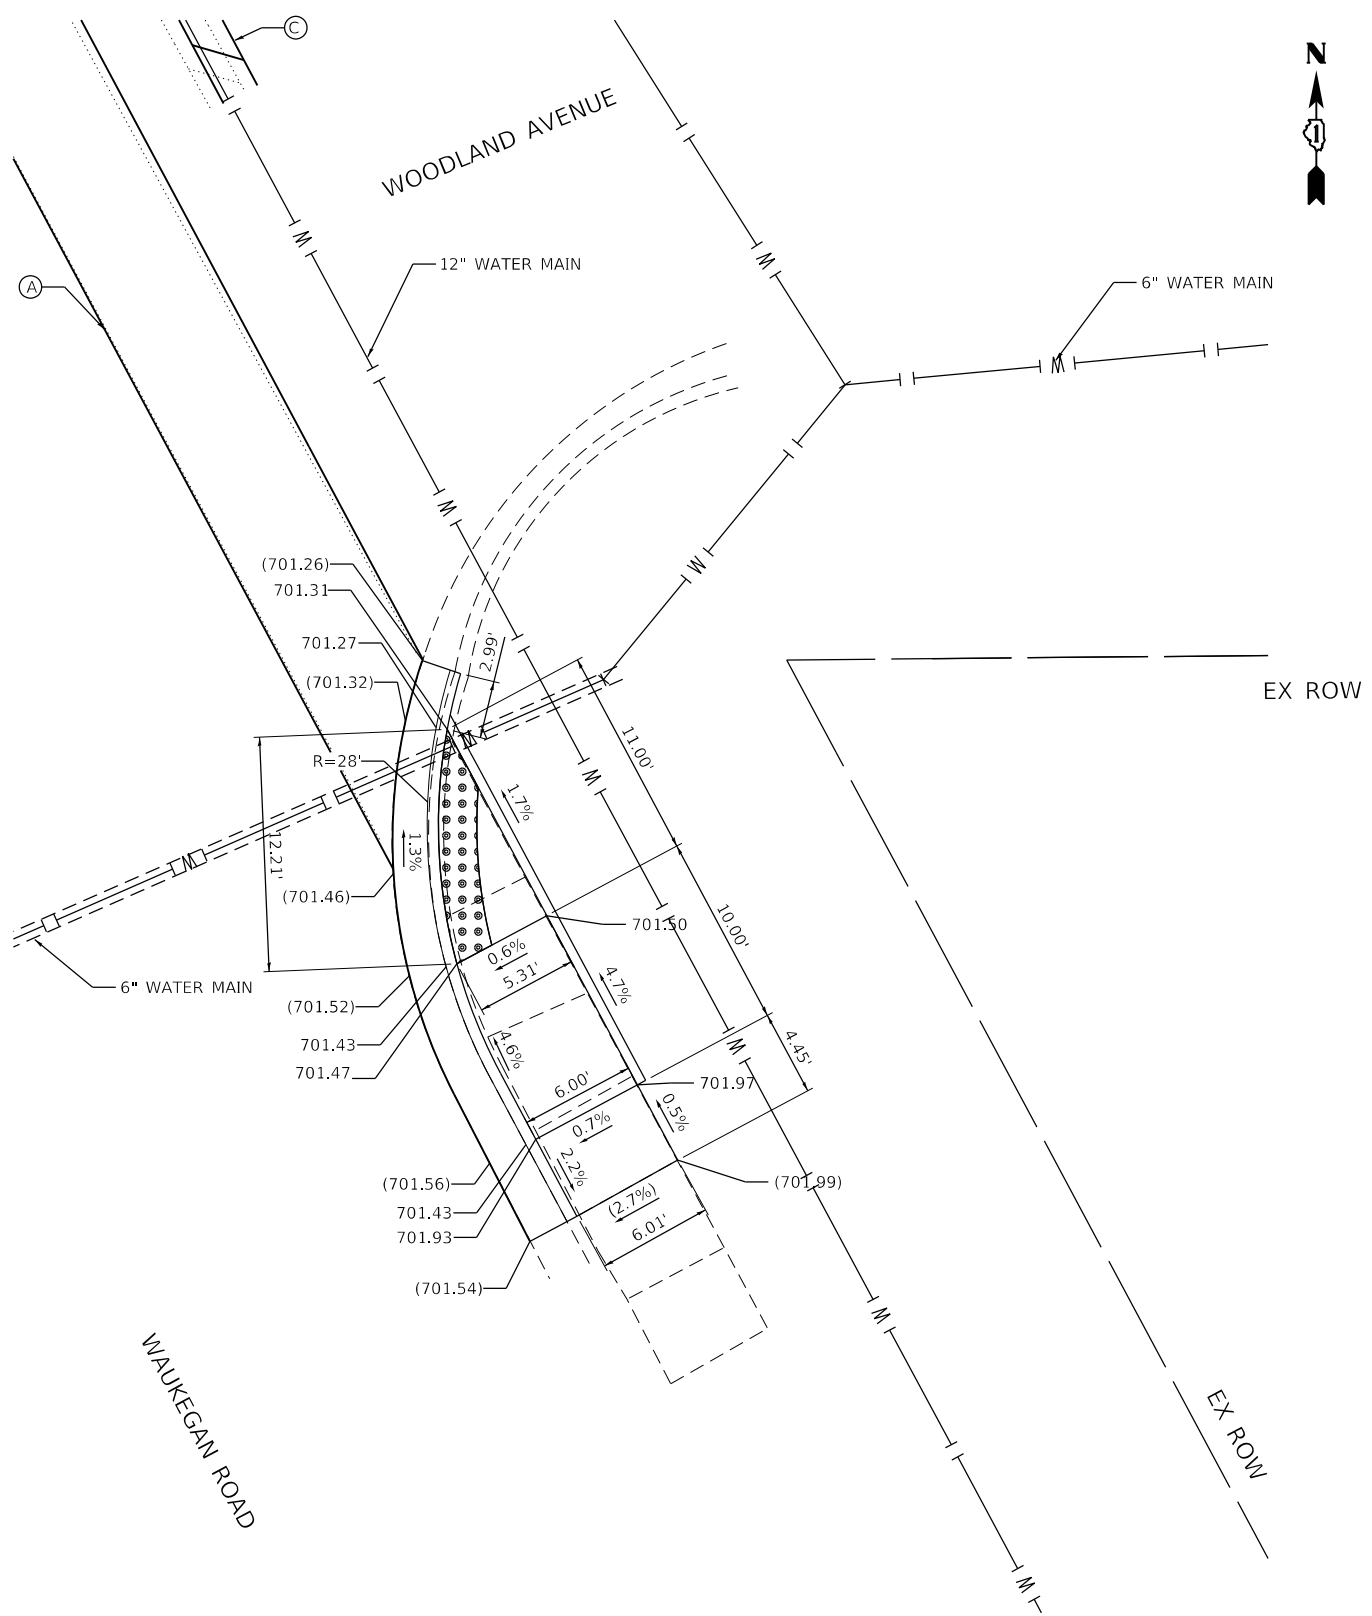 C
N
1
WOODLAND AVENUE
W
W
W
12" WATER MAIN
6" WATER MAIN
A
W
W
W
(701.26)
701.31
701.27
2.99'
(701.32)
EX ROW
11.00'
R=28'
W
W
1.7%
12.21'
1.3%
W
(701.46)
701.50
10.00'
0.6%
5.31'
4.7%
6" WATER MAIN
(701.52)
701.43
4.6%
W
4.45'
701.47
6.00'
701.97
0.5%
0.7%
2.2%
(701.56)
(701.99)
701.43
(2.7%)
701.93
6.01'
(701.54)
W
WAUKEGAN ROAD
EX ROW
W